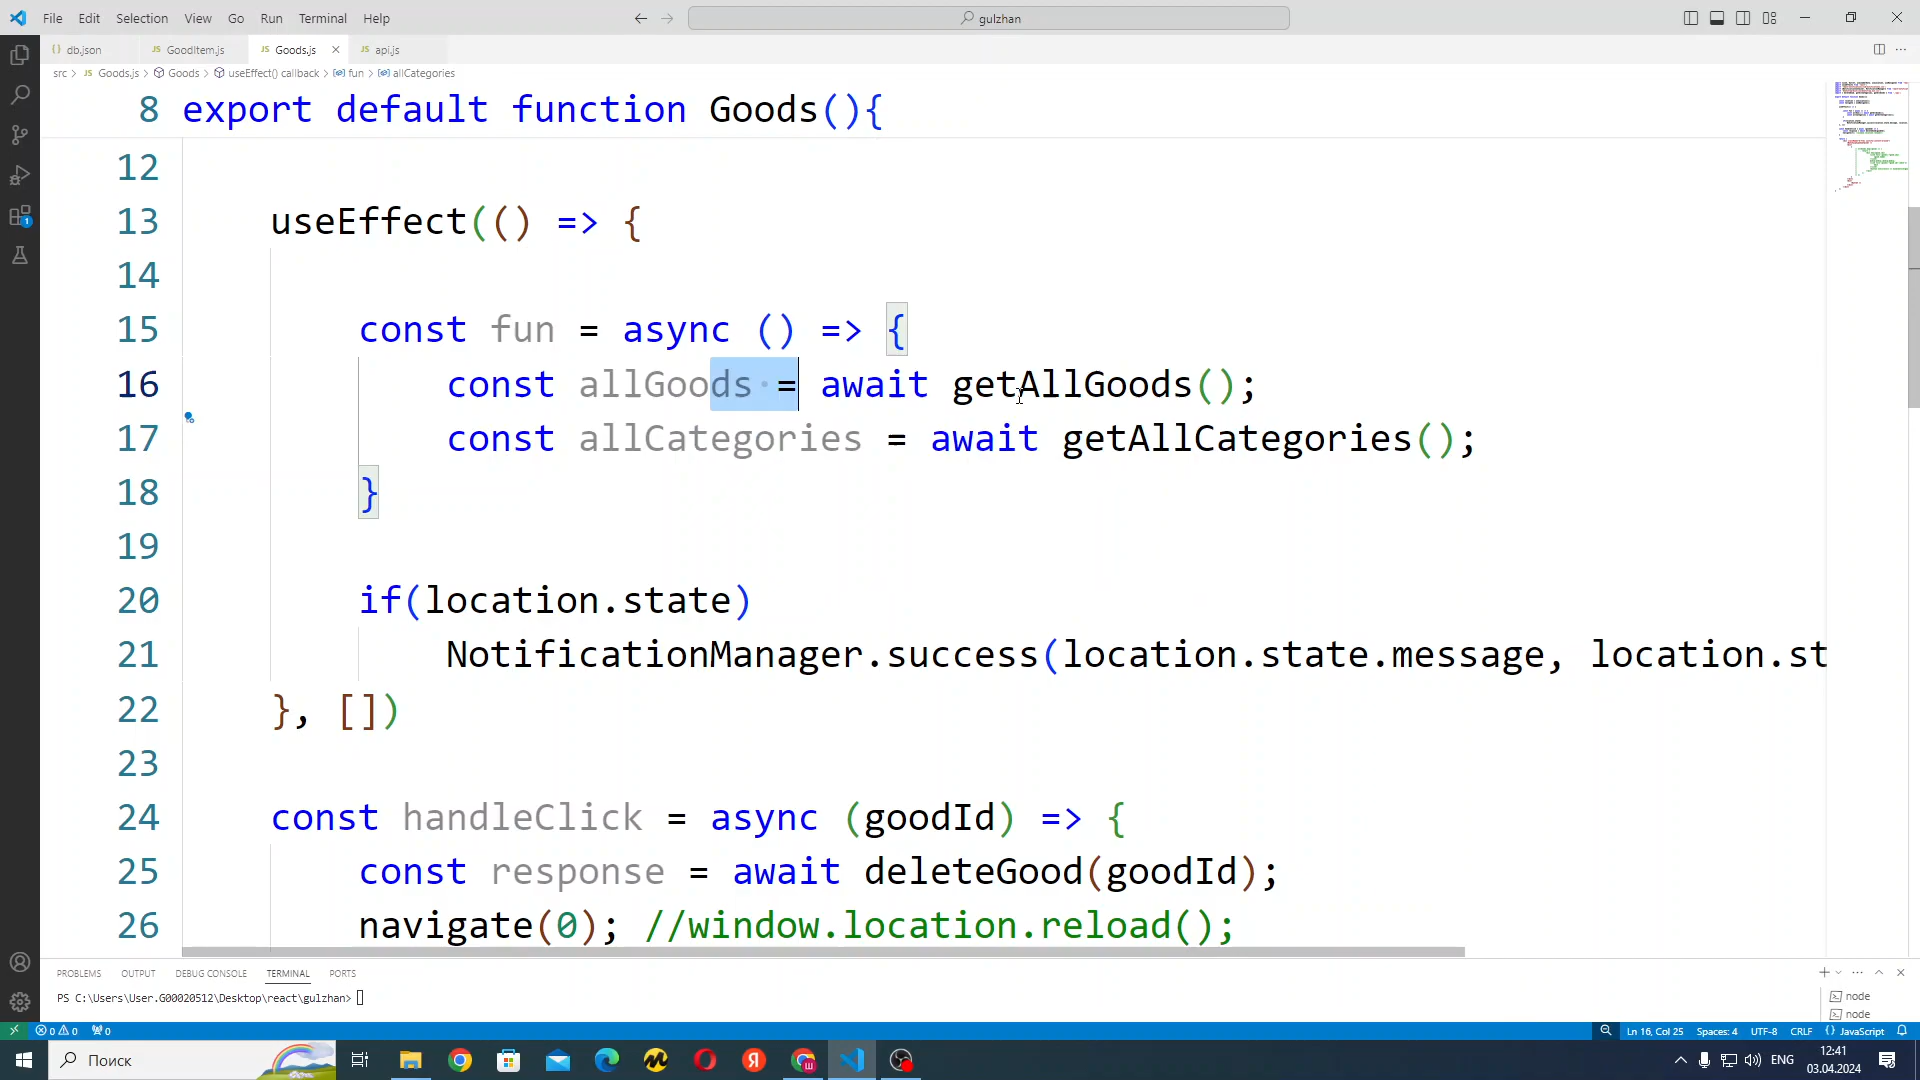 File Edit Selection View Go Run Terminal Help
gulzhan
db.json GoodItem.js Goods.js api.js
src > Goods.js > Goods > useEffect() callback > fun > allCategories
8 export default function Goods(){
12
13 useEffect(() => {
14
15 const fun = async () => {
16 const allGoods = await getAllGoods();
17 const allCategories = await getAllCategories();
18 }
19
20 if(location.state)
21 NotificationManager.success(location.state.message, location.st
22 }, [])
23
24 const handleClick = async (goodId) => {
25 const response = await deleteGood(goodId);
26 navigate(0); //window.location.reload();
PROBLEMS OUTPUT DEBUG CONSOLE TERMINAL PORTS
PS C:\Users\User.G00020512\Desktop\react\gulzhan>
node
node
0 0 0 Ln 16, Col 25 Spaces: 4 UTF-8 CRLF {} JavaScript
Поиск
ENG
12:41
03.04.2024